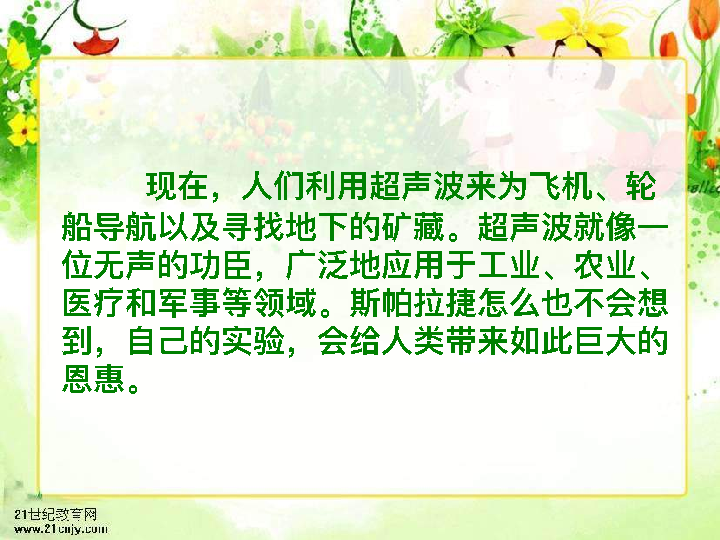 现在，人们利用超声波来为飞机、轮
船导航以及寻找地下的矿藏。超声波就像一
位无声的功臣，广泛地应用于工业、农业、
医疗和军事等领域。斯帕拉捷怎么也不会想
到，自己的实验，会给人类带来如此巨大的
恩惠。
21世纪教育网
www.21cnjy.com